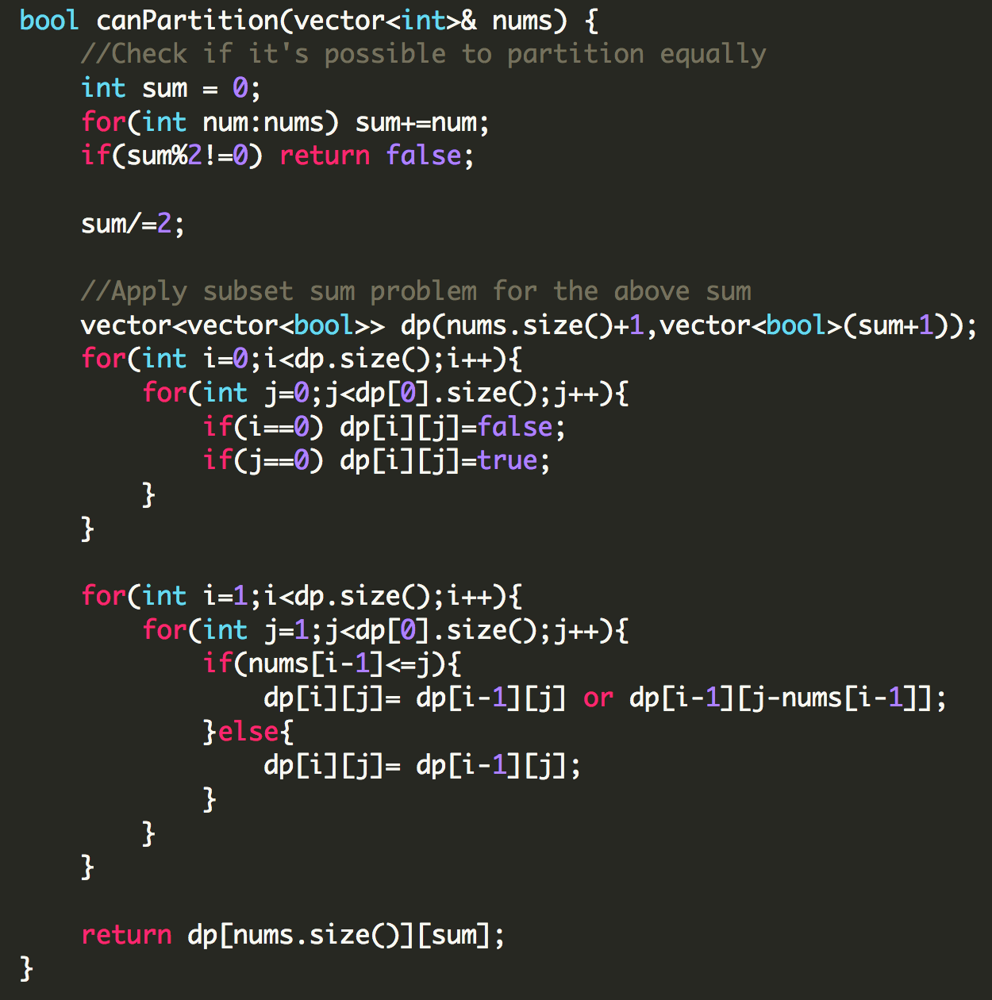 bool canPartition(vector<int>& nums) {
    //Check if it's possible to partition equally
    int sum = 0;
    for(int num:nums) sum+=num;
    if(sum%2!=0) return false;

    sum/=2;

    //Apply subset sum problem for the above sum
    vector<vector<bool>> dp(nums.size()+1,vector<bool>(sum+1));
    for(int i=0;i<dp.size();i++){
        for(int j=0;j<dp[0].size();j++){
            if(i==0) dp[i][j]=false;
            if(j==0) dp[i][j]=true;
        }
    }

    for(int i=1;i<dp.size();i++){
        for(int j=1;j<dp[0].size();j++){
            if(nums[i-1]<=j){
                dp[i][j]= dp[i-1][j] or dp[i-1][j-nums[i-1]];
            }else{
                dp[i][j]= dp[i-1][j];
            }
        }
    }

    return dp[nums.size()][sum];
}